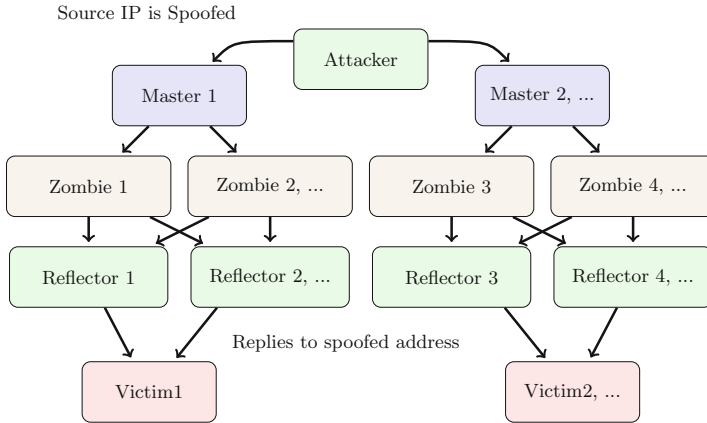 Source IP is Spoofed
Attacker
Master 1
Master 2, ...
Zombie 1
Zombie 2, ...
Zombie 3
Zombie 4, ...
Reflector 1
Reflector 2, ...
Reflector 3
Reflector 4, ...
Replies to spoofed address
Victim1
Victim2, ...